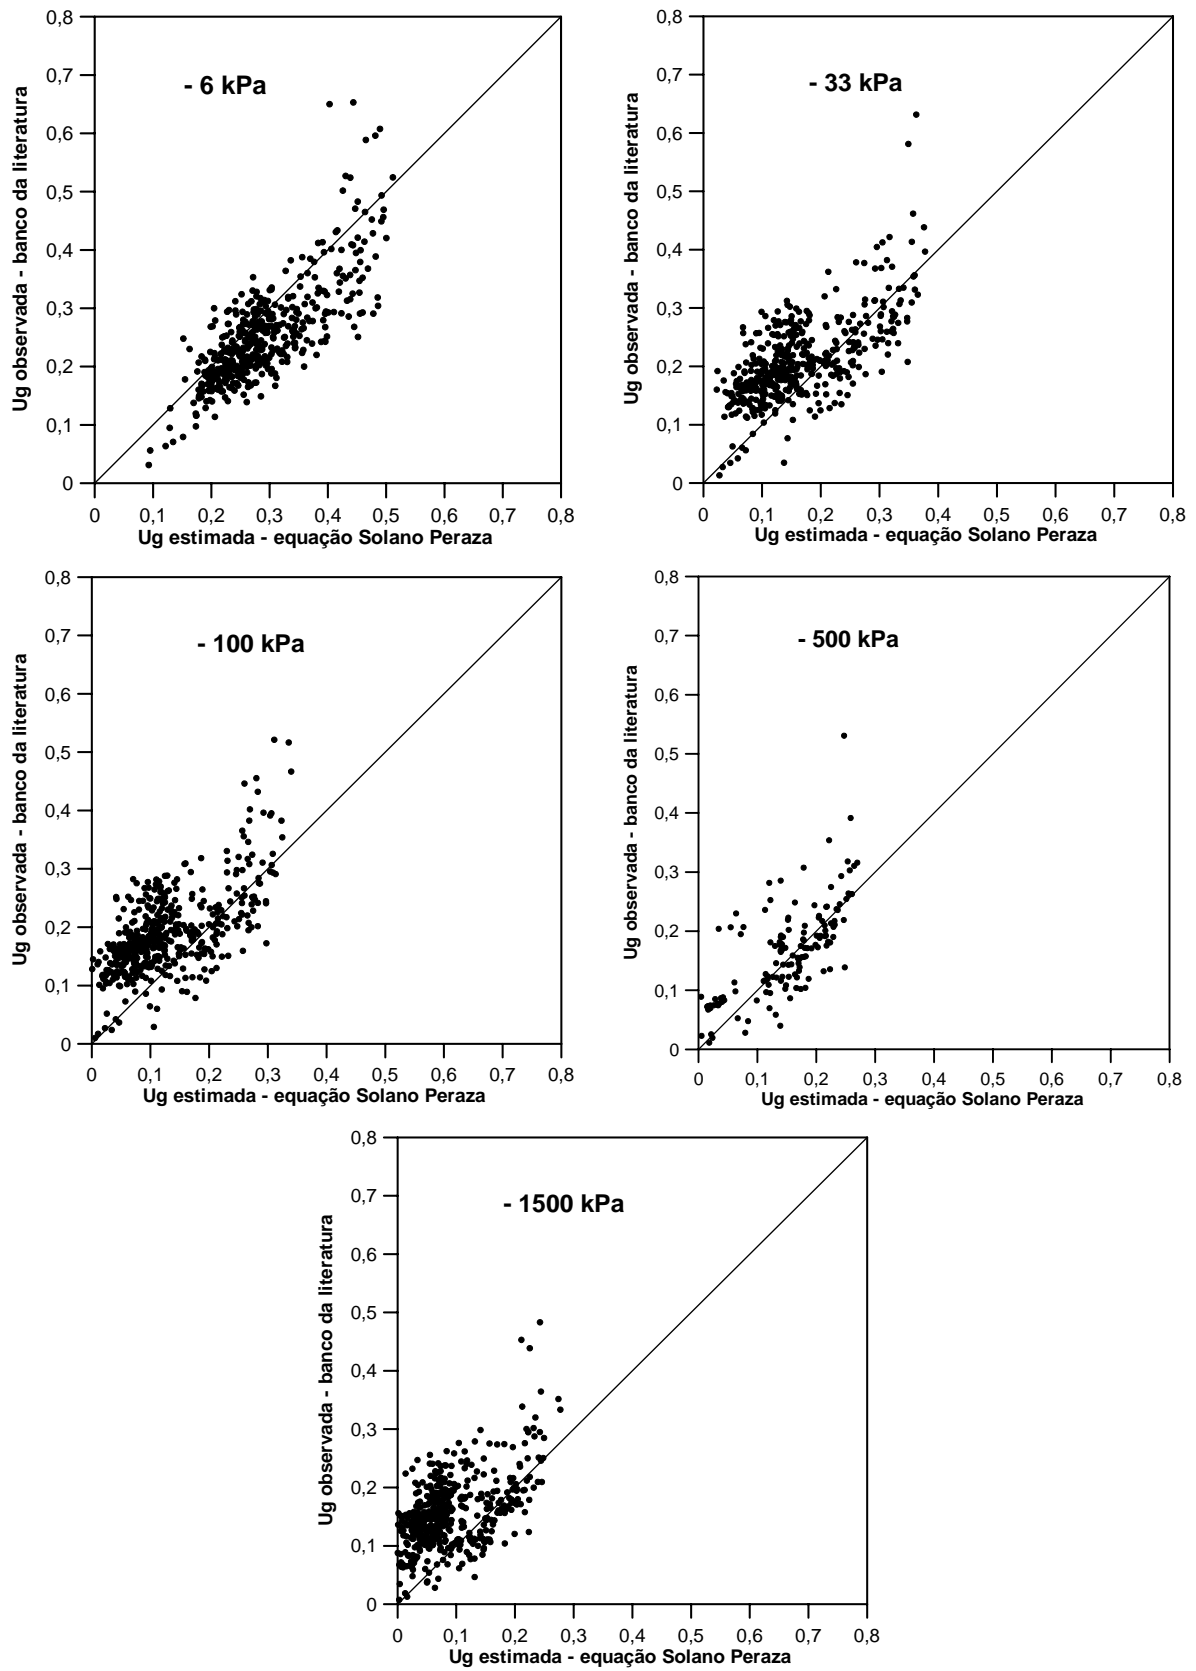 - 6 kPa
Ug observada - banco da literatura
0,8
0,7
0,6
0,5
0,4
0,3
0,2
0,1
0
0 0,1 0,2 0,3 0,4 0,5 0,6 0,7 0,8
Ug estimada - equação Solano Peraza
- 33 kPa
Ug observada - banco da literatura
0,8
0,7
0,6
0,5
0,4
0,3
0,2
0,1
0
0 0,1 0,2 0,3 0,4 0,5 0,6 0,7 0,8
Ug estimada - equação Solano Peraza
- 100 kPa
Ug observada - banco da literatura
0,8
0,7
0,6
0,5
0,4
0,3
0,2
0,1
0
0 0,1 0,2 0,3 0,4 0,5 0,6 0,7 0,8
Ug estimada - equação Solano Peraza
- 500 kPa
Ug observada - banco da literatura
0,8
0,7
0,6
0,5
0,4
0,3
0,2
0,1
0
0 0,1 0,2 0,3 0,4 0,5 0,6 0,7 0,8
Ug estimada - equação Solano Peraza
- 1500 kPa
Ug observada - banco da literatura
0,8
0,7
0,6
0,5
0,4
0,3
0,2
0,1
0
0 0,1 0,2 0,3 0,4 0,5 0,6 0,7 0,8
Ug estimada - equação Solano Peraza